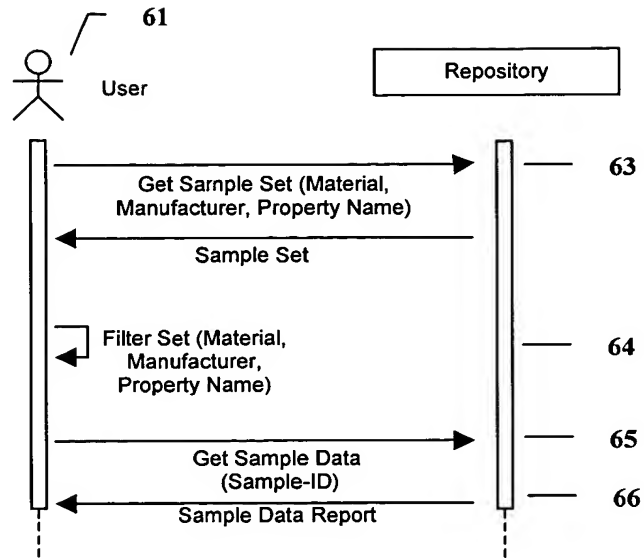 61
User
Repository
63
Get Sample Set (Material,
Manufacturer, Property Name)
Sample Set
Filter Set (Material,
Manufacturer,
Property Name)
64
65
Get Sample Data
(Sample-ID)
66
Sample Data Report